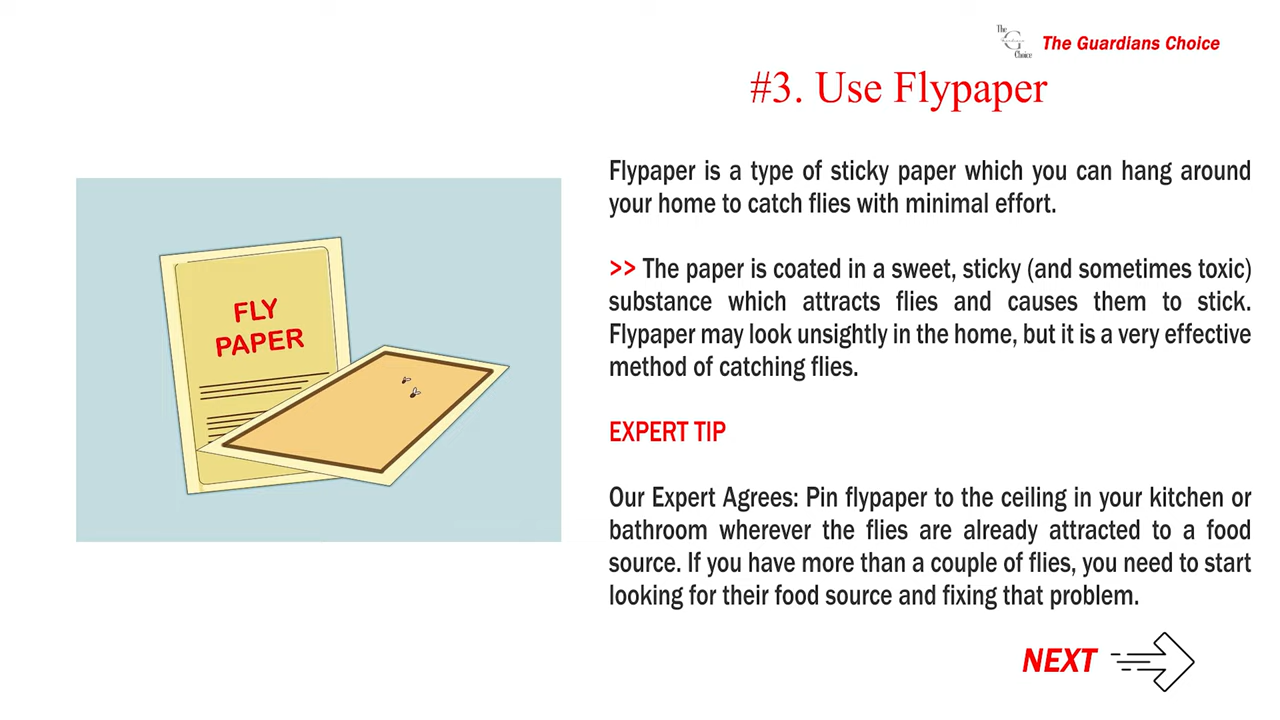 The
G
Choice
The Guardians Choice
#3. Use Flypaper
Flypaper is a type of sticky paper which you can hang around
your home to catch flies with minimal effort.
>> The paper is coated in a sweet, sticky (and sometimes toxic)
substance which attracts flies and causes them to stick.
Flypaper may look unsightly in the home, but it is a very effective
method of catching flies.
EXPERT TIP
Our Expert Agrees: Pin flypaper to the ceiling in your kitchen or
bathroom wherever the flies are already attracted to a food
source. If you have more than a couple of flies, you need to start
looking for their food source and fixing that problem.
FLY
PAPER
NEXT